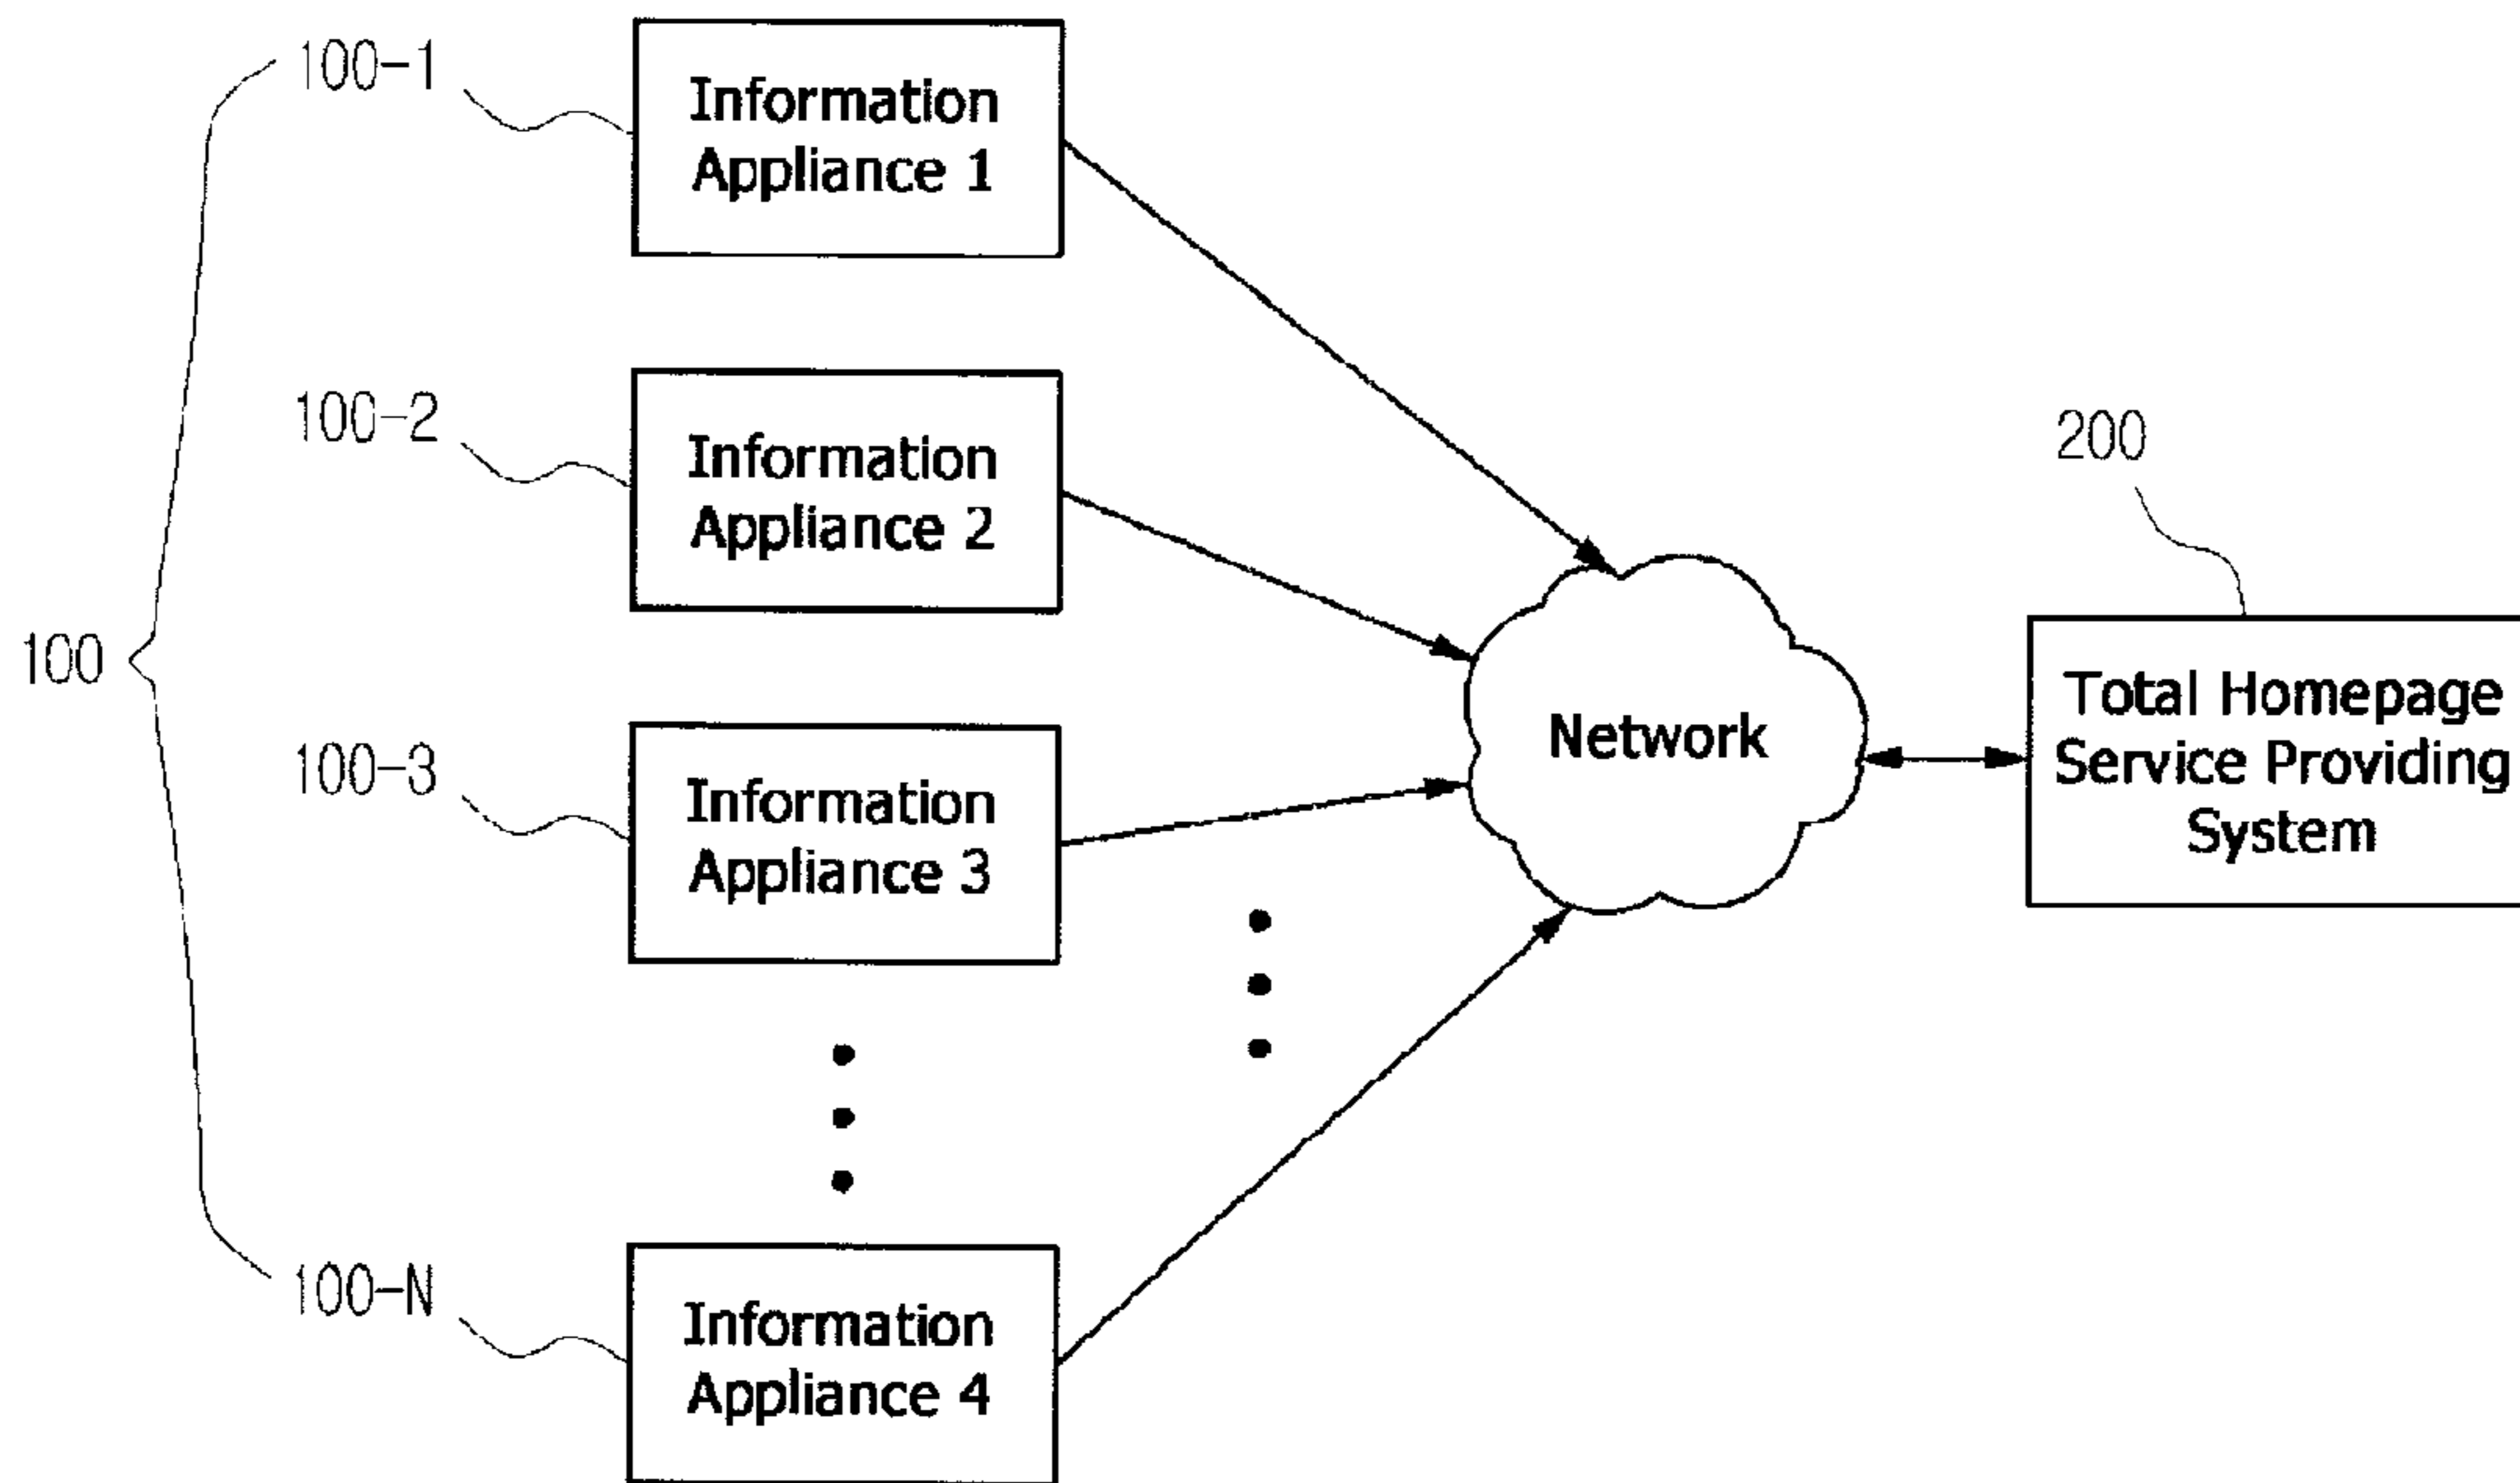 100-1
Information
Appliance 1
100-2
Information
Appliance 2
200
100
Network
Total Homepage
Service Providing
System
100-3
Information
Appliance 3
100-N
Information
Appliance 4